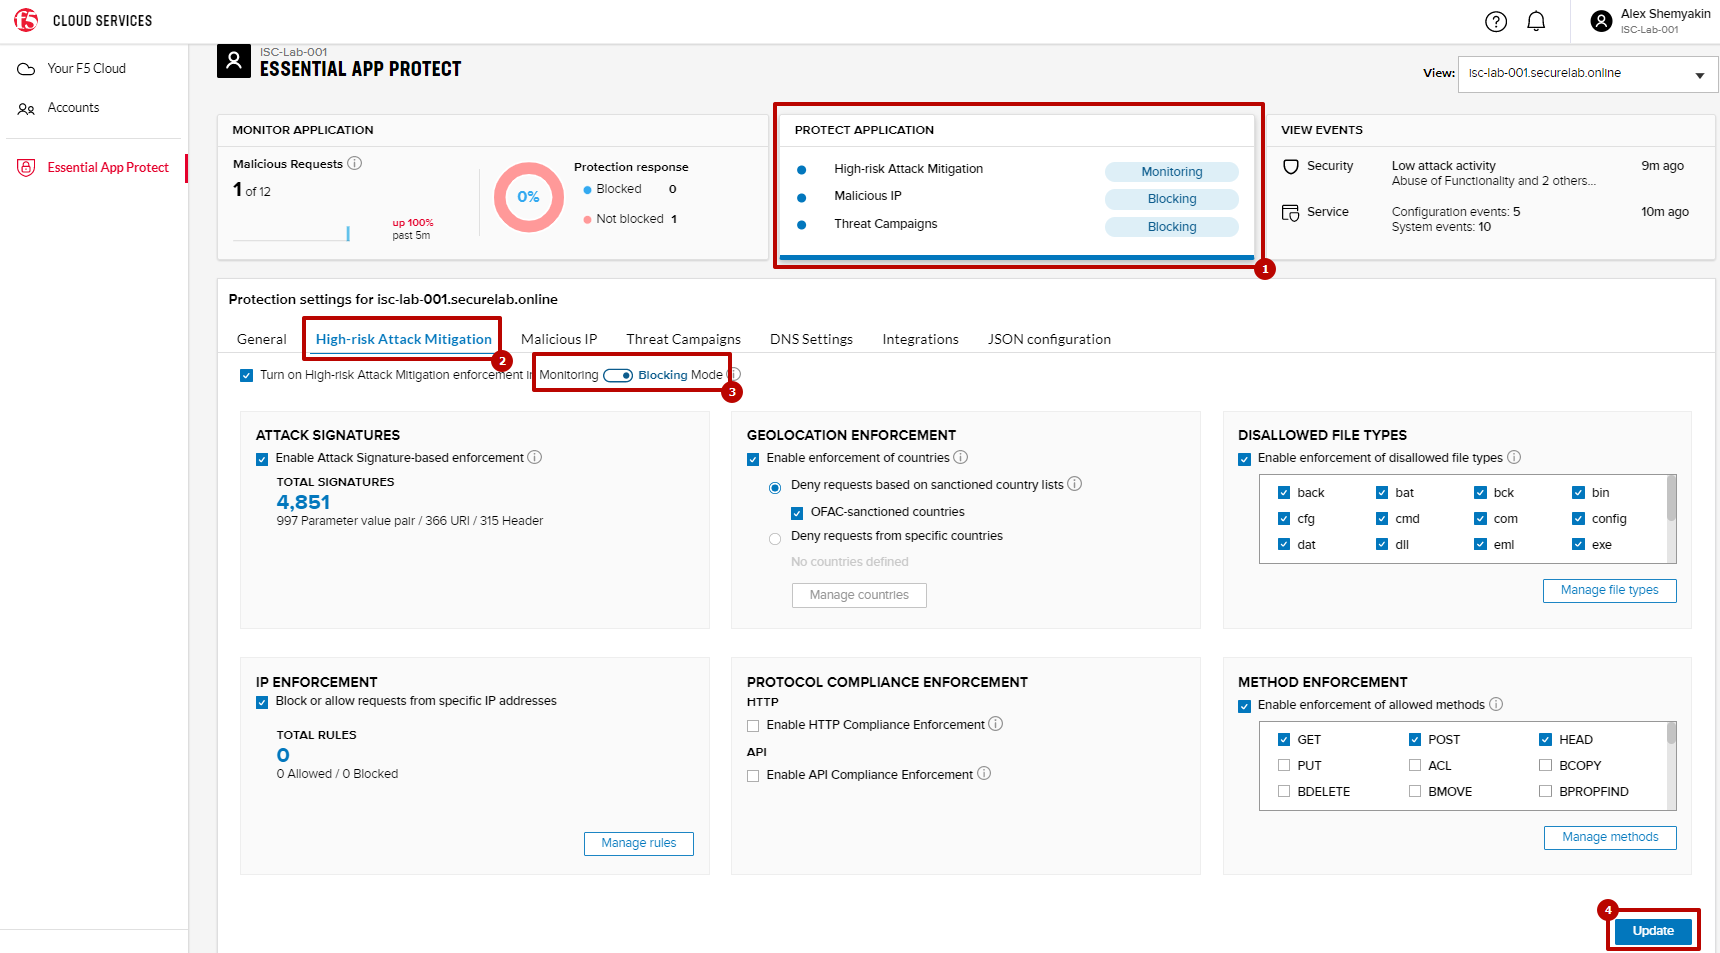 f5 CLOUD SERVICES
Alex Shemyakin
ISC-Lab-001
Your F5 Cloud
Accounts
Essential App Protect
ISC-Lab-001
ESSENTIAL APP PROTECT
View: isc-lab-001.securelab.online
MONITOR APPLICATION
Malicious Requests
1 of 12
up 100%
past 5m
0%
Protection response
Blocked 0
Not blocked 1
PROTECT APPLICATION
High-risk Attack Mitigation Monitoring
Malicious IP Blocking
Threat Campaigns Blocking
1
VIEW EVENTS
Security Low attack activity 9m ago
Abuse of Functionality and 2 others...
Service Configuration events: 5 10m ago
System events: 10
Protection settings for isc-lab-001.securelab.online
General High-risk Attack Mitigation Malicious IP Threat Campaigns DNS Settings Integrations JSON configuration
2
Turn on High-risk Attack Mitigation enforcement in Monitoring Blocking Mode
3
ATTACK SIGNATURES
Enable Attack Signature-based enforcement
TOTAL SIGNATURES
4,851
997 Parameter value pair / 366 URI / 315 Header
GEOLOCATION ENFORCEMENT
Enable enforcement of countries
Deny requests based on sanctioned country lists
OFAC-sanctioned countries
Deny requests from specific countries
No countries defined
Manage countries
DISALLOWED FILE TYPES
Enable enforcement of disallowed file types
back bat bck bin
cfg cmd com config
dat dll eml exe
Manage file types
IP ENFORCEMENT
Block or allow requests from specific IP addresses
TOTAL RULES
0
0 Allowed / 0 Blocked
Manage rules
PROTOCOL COMPLIANCE ENFORCEMENT
HTTP
Enable HTTP Compliance Enforcement
API
Enable API Compliance Enforcement
METHOD ENFORCEMENT
Enable enforcement of allowed methods
GET POST HEAD
PUT ACL BCOPY
BDELETE BMOVE BPROPFIND
Manage methods
4
Update